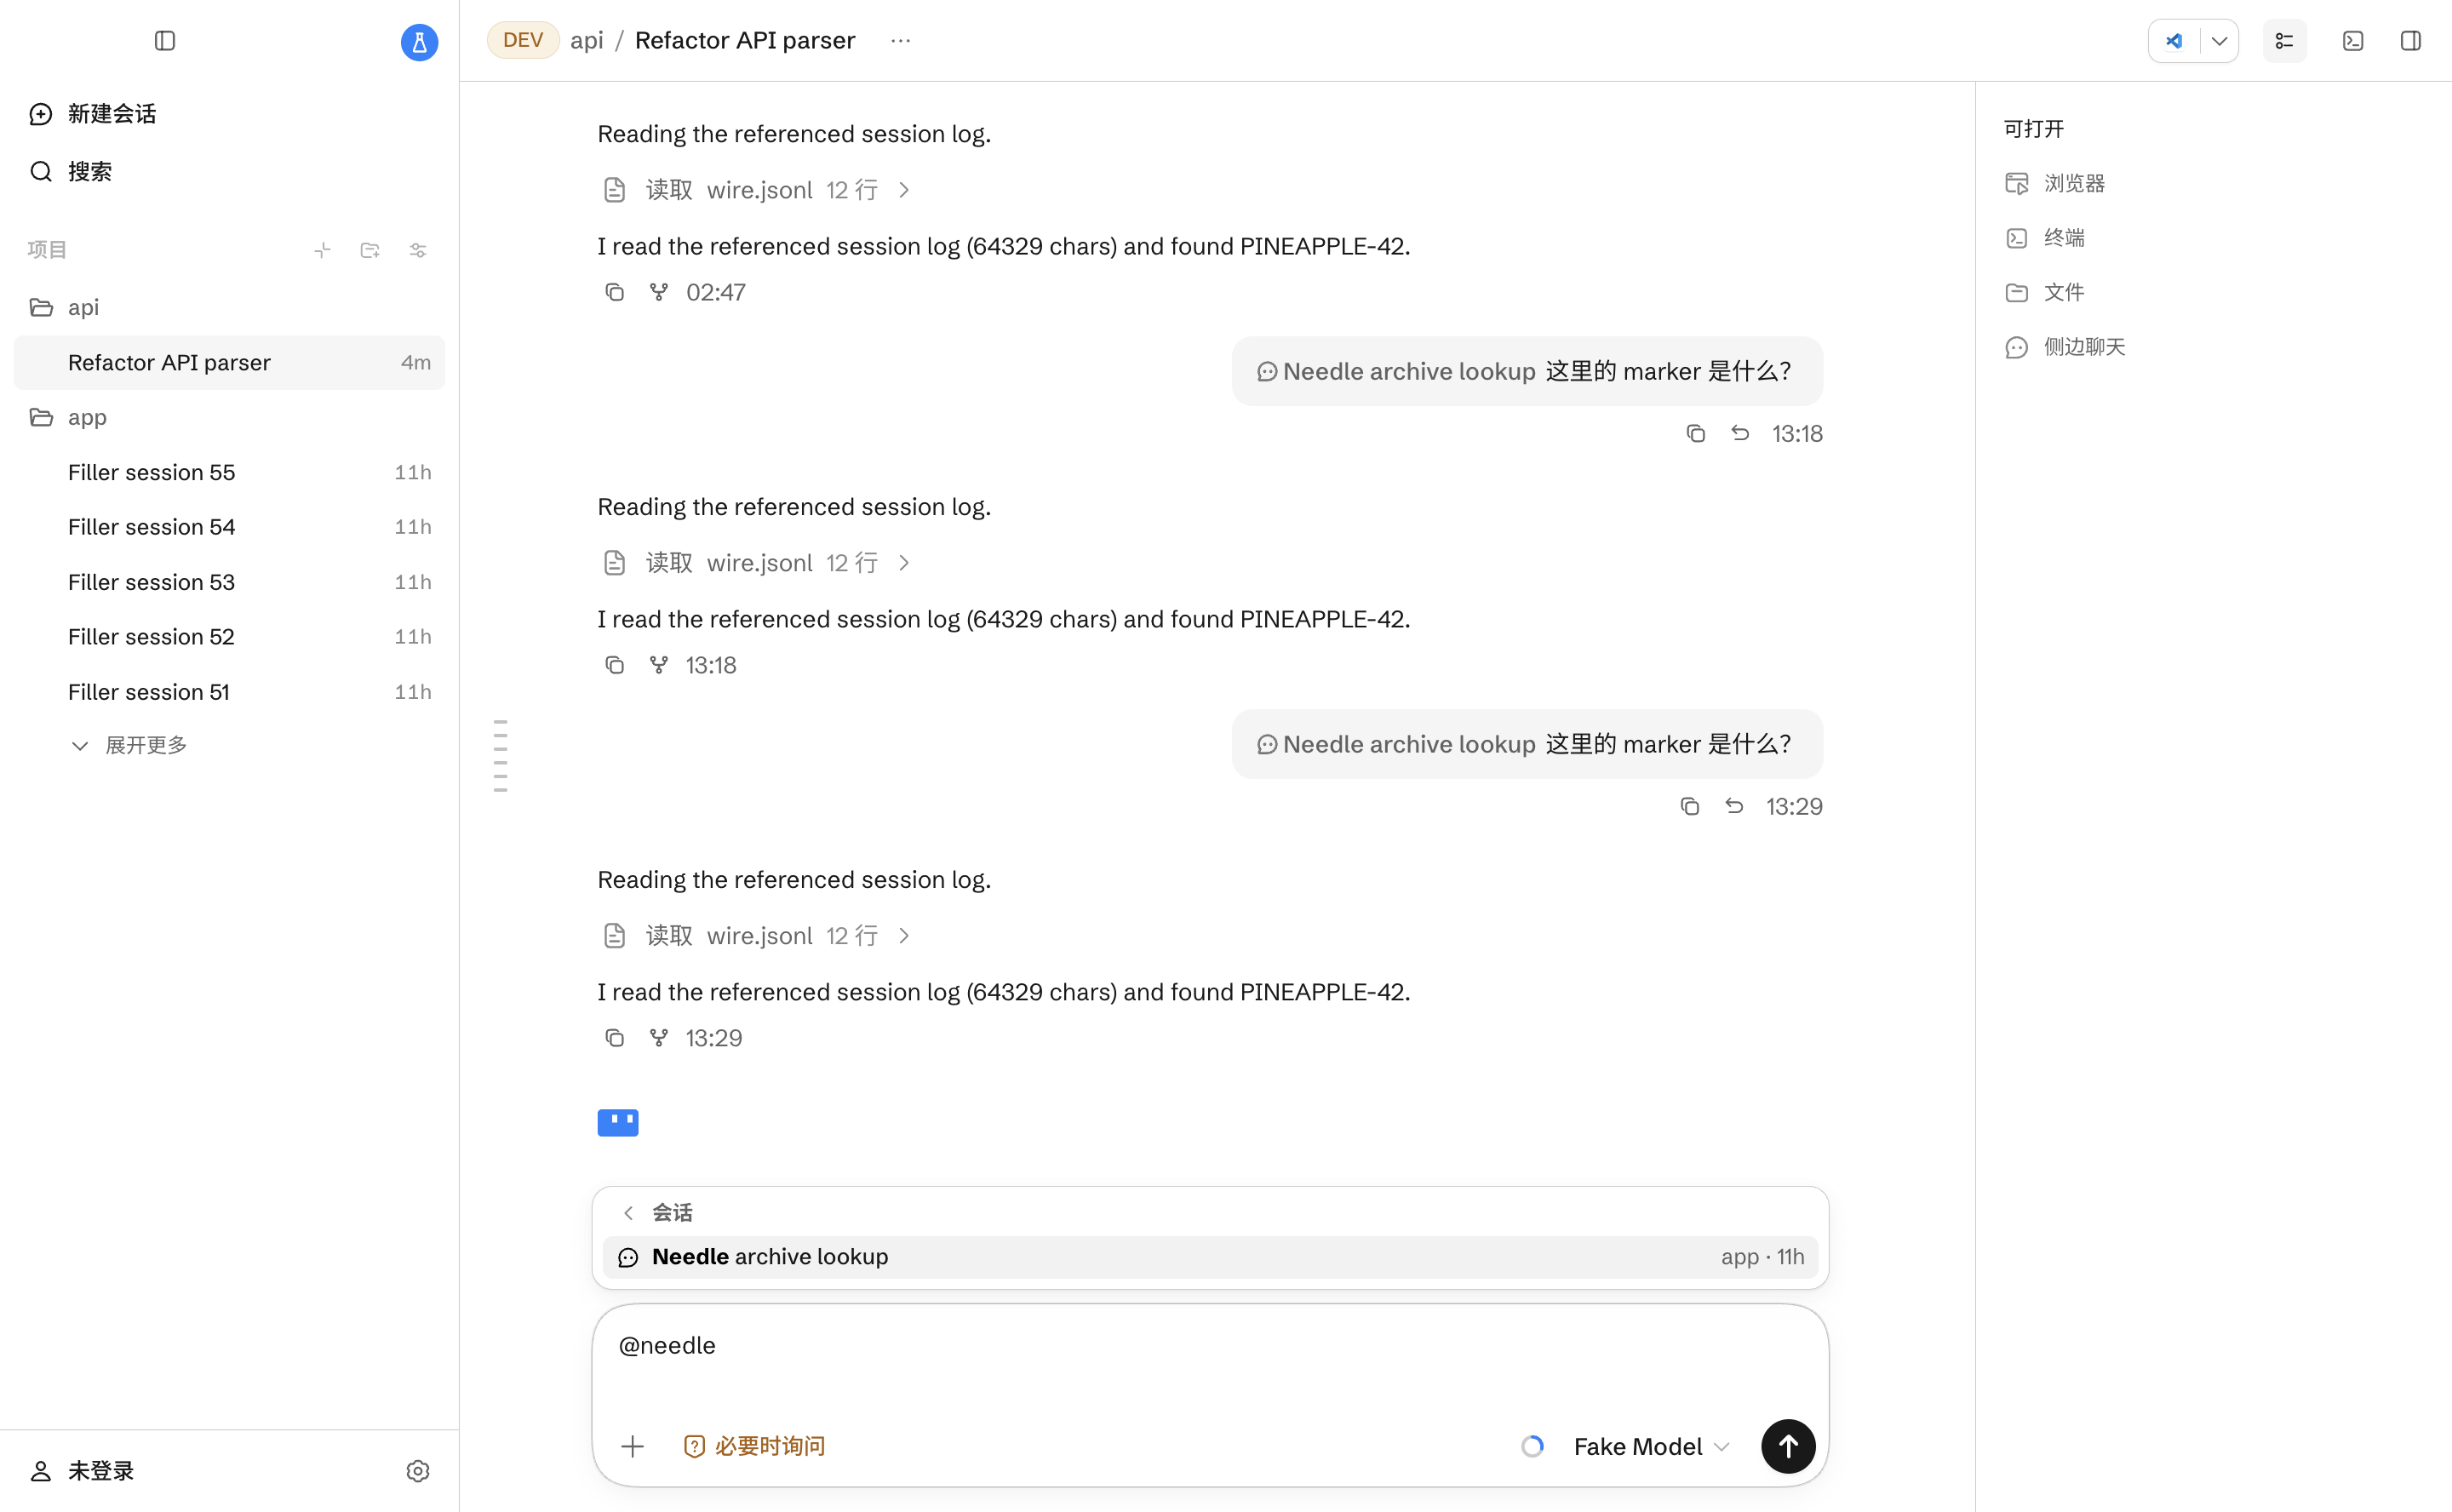 新建会话
搜索
项目
api
Refactor API parser 4m
app
Filler session 55 11h
Filler session 54 11h
Filler session 53 11h
Filler session 52 11h
Filler session 51 11h
展开更多
未登录
DEV api / Refactor API parser ···
Reading the referenced session log.
读取 wire.jsonl 12 行
I read the referenced session log (64329 chars) and found PINEAPPLE-42.
02:47
Needle archive lookup 这里的 marker 是什么?
13:18
Reading the referenced session log.
读取 wire.jsonl 12 行
I read the referenced session log (64329 chars) and found PINEAPPLE-42.
13:18
Needle archive lookup 这里的 marker 是什么?
13:29
Reading the referenced session log.
读取 wire.jsonl 12 行
I read the referenced session log (64329 chars) and found PINEAPPLE-42.
13:29
会话
Needle archive lookup app · 11h
@needle
必要时询问 Fake Model
可打开
浏览器
终端
文件
侧边聊天